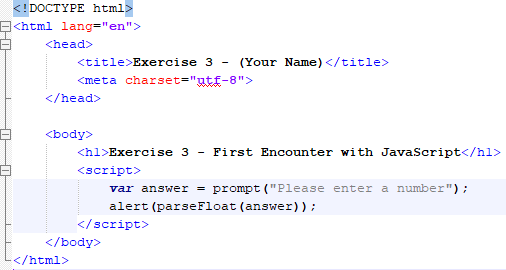 <!DOCTYPE html>
<html lang="en">
<head>
<title>Exercise 3 - (Your Name)</title>
<meta charset="utf-8">
</head>
<body>
<h1>Exercise 3 - First Encounter with JavaScript</h1>
<script>
var answer = prompt("Please enter a number");
alert(parseFloat(answer));
</script>
</body>
</html>